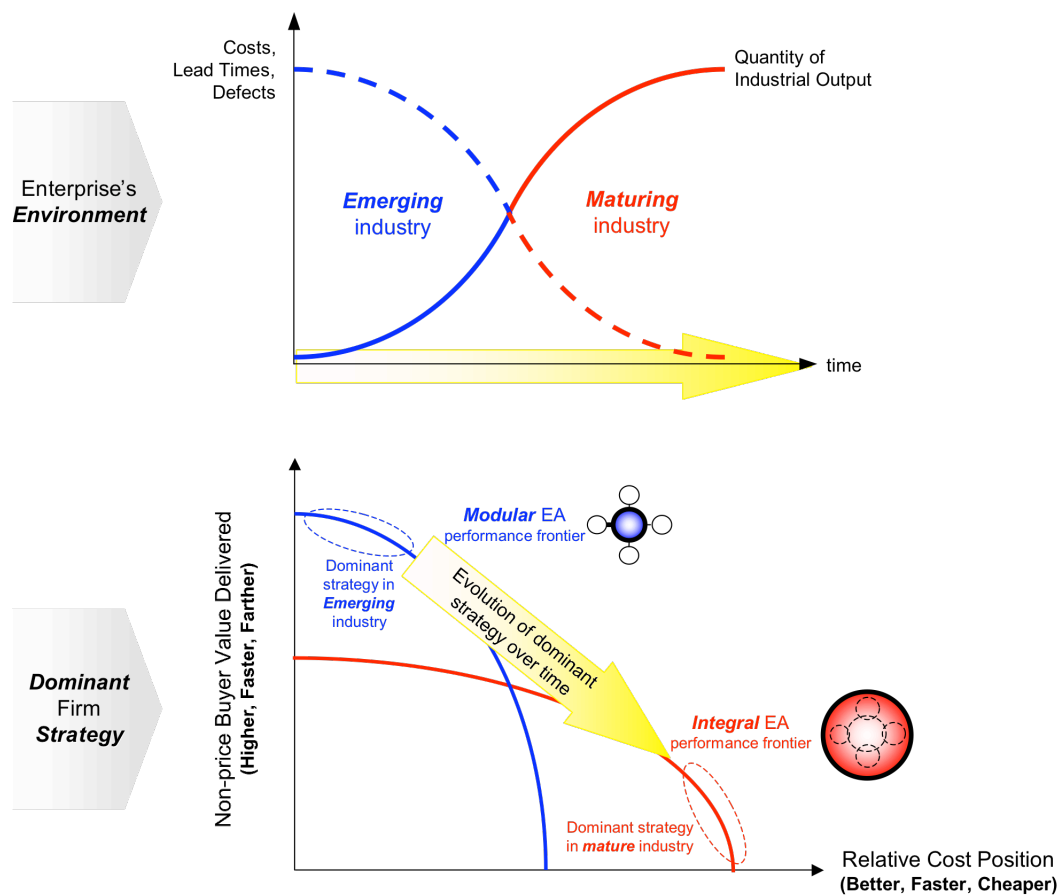 Costs,
Lead Times,
Defects
Quantity of
Industrial Output
Enterprise's
Environment
Emerging
industry
Maturing
industry
time
Modular EA
performance frontier
Dominant
strategy in
Emerging
industry
Evolution of dominant
strategy over time
Non-price Buyer Value Delivered
(Higher, Faster, Farther)
Dominant
Firm
Strategy
Integral EA
performance frontier
Dominant strategy
in mature industry
Relative Cost Position
(Better, Faster, Cheaper)